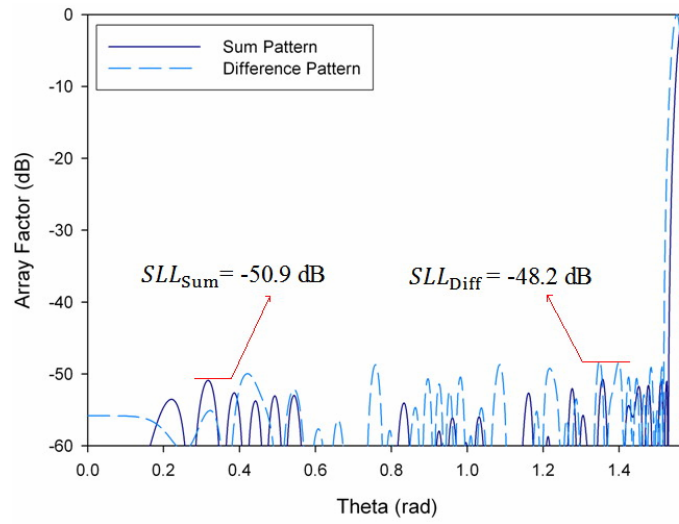 Sum Pattern
Difference Pattern
Array Factor (dB)
0
-10
-20
-30
-40
-50
-60
SLLSum= -50.9 dB
SLLDiff = -48.2 dB
0.0 0.2 0.4 0.6 0.8 1.0 1.2 1.4
Theta (rad)